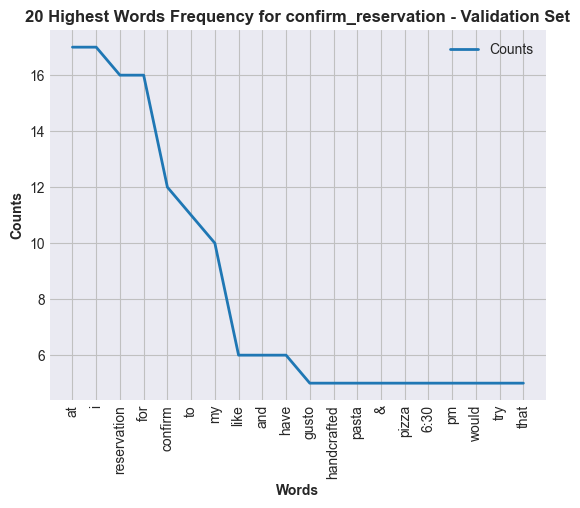 20 Highest Words Frequency for confirm_reservation - Validation Set
Counts
16
14
12
10
8
6
Counts
at
i
reservation
for
confirm
to
my
like
and
have
gusto
handcrafted
pasta
&
pizza
6:30
pm
would
try
that
Words